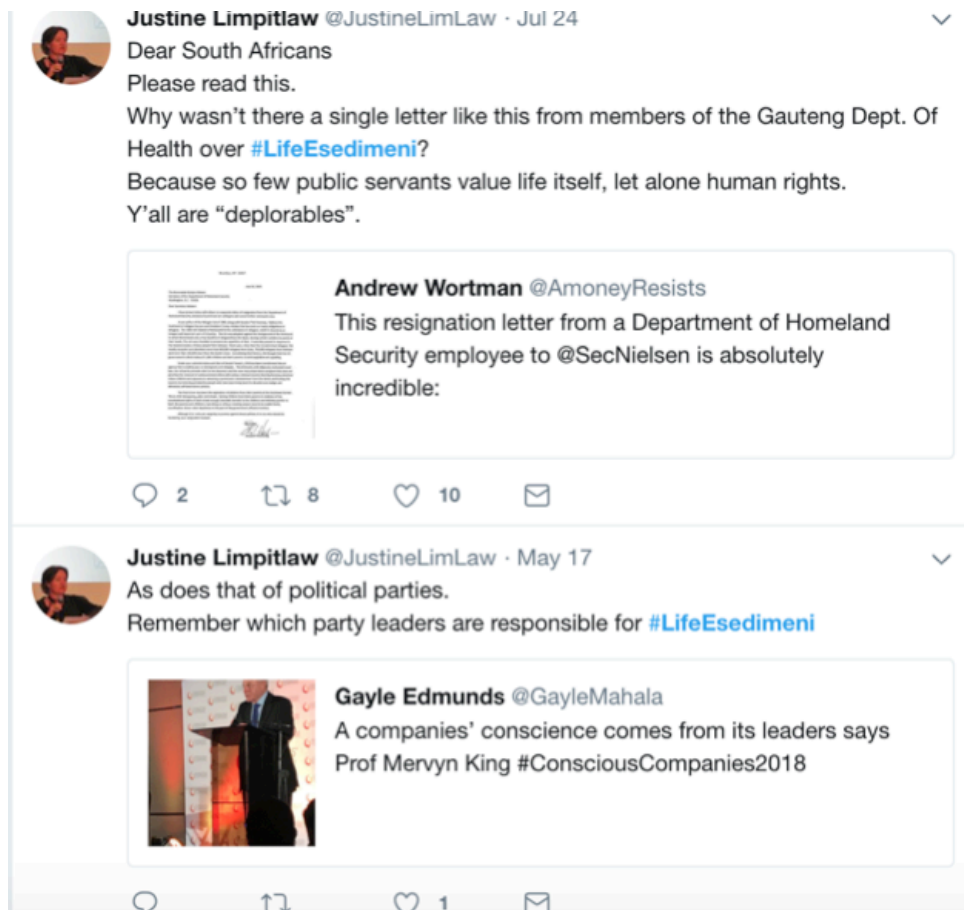 Justine Limpitlaw @JustineLimLaw · Jul 24
Dear South Africans
Please read this.
Why wasn't there a single letter like this from members of the Gauteng Dept. Of
Health over #LifeEsedimeni?
Because so few public servants value life itself, let alone human rights.
Y'all are “deplorables”.
Andrew Wortman @AmoneyResists
This resignation letter from a Department of Homeland
Security employee to @SecNielsen is absolutely
incredible:
2 8 10
Justine Limpitlaw @JustineLimLaw · May 17
As does that of political parties.
Remember which party leaders are responsible for #LifeEsedimeni
Gayle Edmunds @GayleMahala
A companies' conscience comes from its leaders says
Prof Mervyn King #ConsciousCompanies2018
1